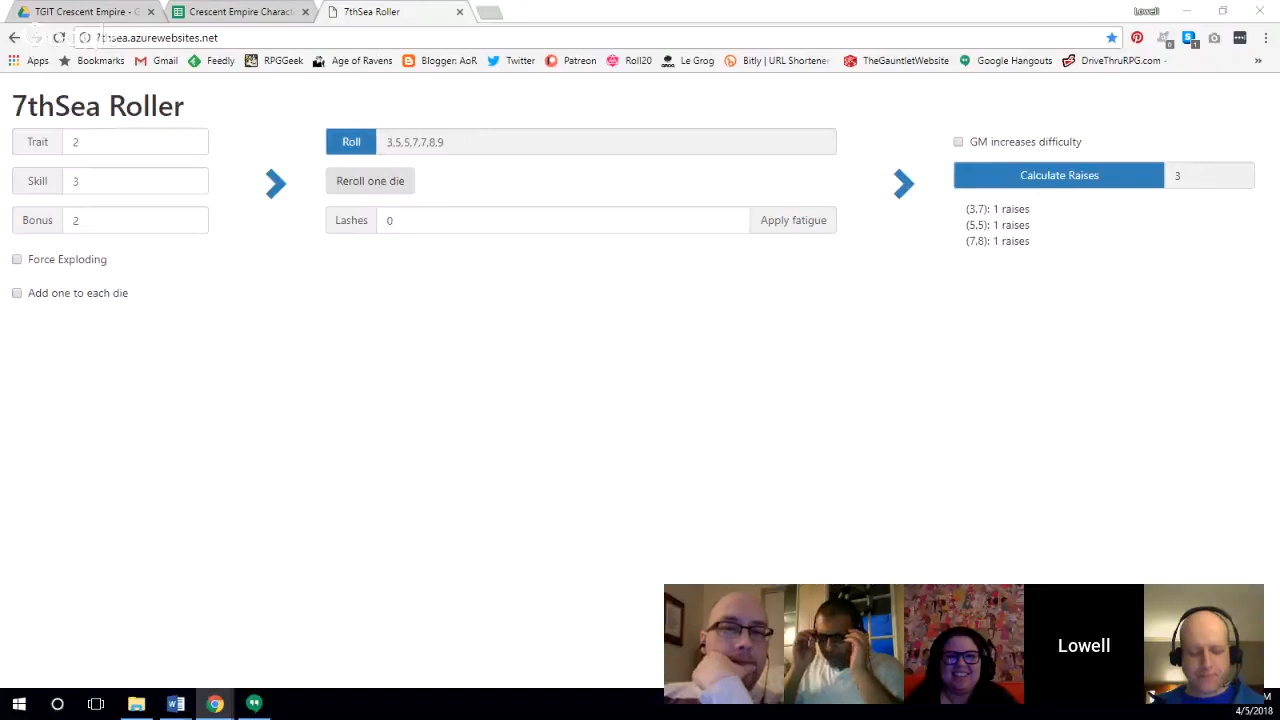 TGIT Crescent Empire - G
Crescent Empire Charact
7thSea Roller
Lowell
7thsea.azurewebsites.net
Apps
Bookmarks
Gmail
Feedly
RPGGeek
Age of Ravens
Blogger: AoR
Twitter
Patreon
Roll20
Le Grog
Bitly | URL Shortener
TheGauntletWebsite
Google Hangouts
DriveThruRPG.com -
»
7thSea Roller
Trait 2
Skill 3
Bonus 2
Force Exploding
Add one to each die
Roll 3,5,5,7,7,8,9
Reroll one die
Lashes 0 Apply fatigue
GM increases difficulty
Calculate Raises 3
(3,7): 1 raises
(5,5): 1 raises
(7,8): 1 raises
Lowell
4/5/2018